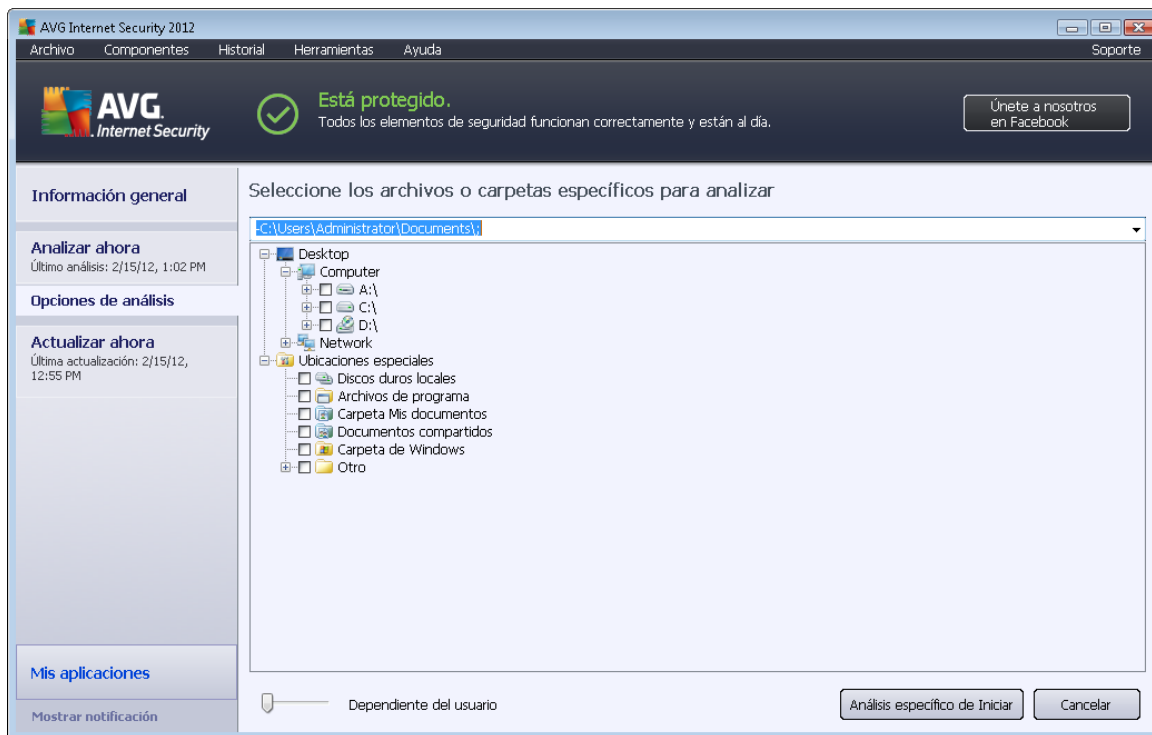 AVG Internet Security 2012
Archivo Componentes Historial Herramientas Ayuda Soporte
AVG.
Internet Security
Está protegido.
Todos los elementos de seguridad funcionan correctamente y están al día.
Únete a nosotros
en Facebook
Información general
Analizar ahora
Último análisis: 2/15/12, 1:02 PM
Opciones de análisis
Actualizar ahora
Última actualización: 2/15/12,
12:55 PM
Mis aplicaciones
Mostrar notificación
Seleccione los archivos o carpetas específicos para analizar
-C:\Users\Administrator\Documents\;
Desktop
Computer
A:\
C:\
D:\
Network
Ubicaciones especiales
Discos duros locales
Archivos de programa
Carpeta Mis documentos
Documentos compartidos
Carpeta de Windows
Otro
Dependiente del usuario
Análisis específico de Iniciar
Cancelar